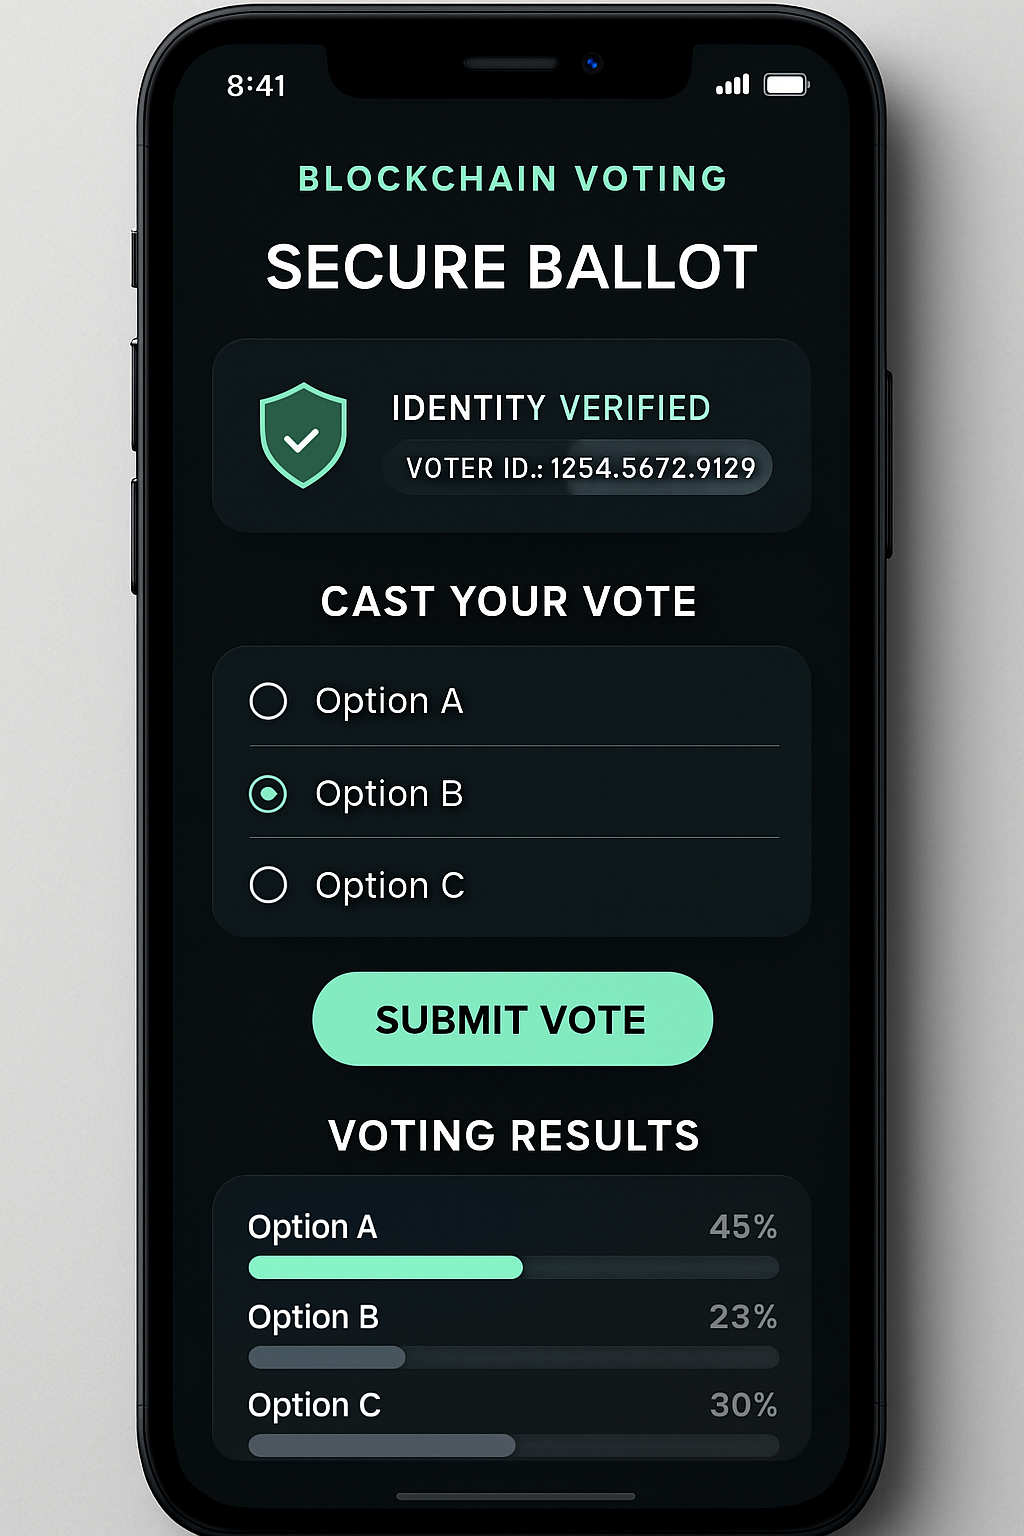 8:41
BLOCKCHAIN VOTING
SECURE BALLOT
IDENTITY VERIFIED
VOTER ID.: 1254.5672.9129
CAST YOUR VOTE
Option A
Option B
Option C
SUBMIT VOTE
VOTING RESULTS
Option A 45%
Option B 23%
Option C 30%